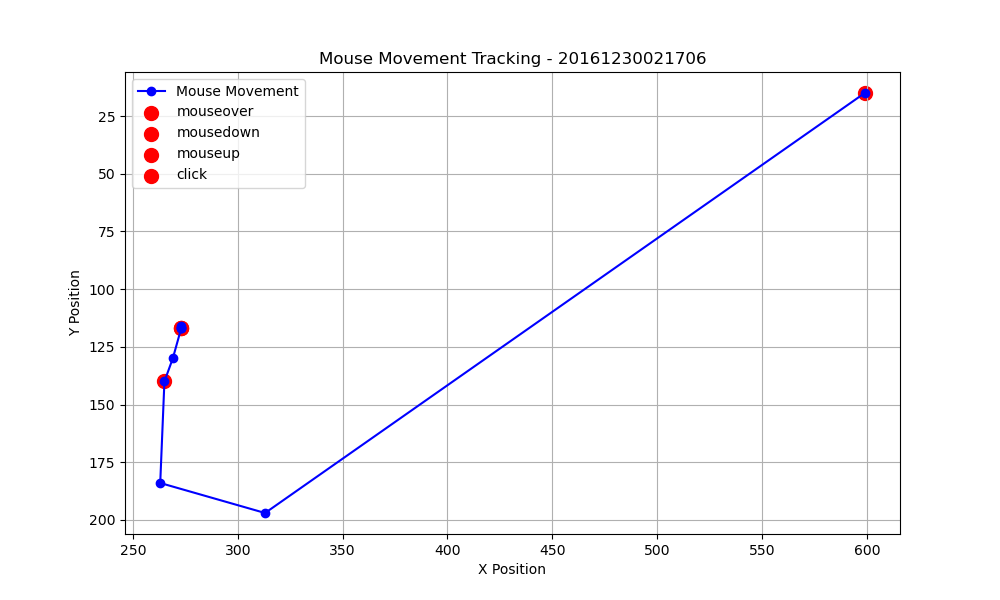 Mouse Movement Tracking - 20161230021706
Mouse Movement
mouseover
mousedown
mouseup
click
Y Position
25
50
75
100
125
150
175
200
250 300 350 400 450 500 550 600
X Position